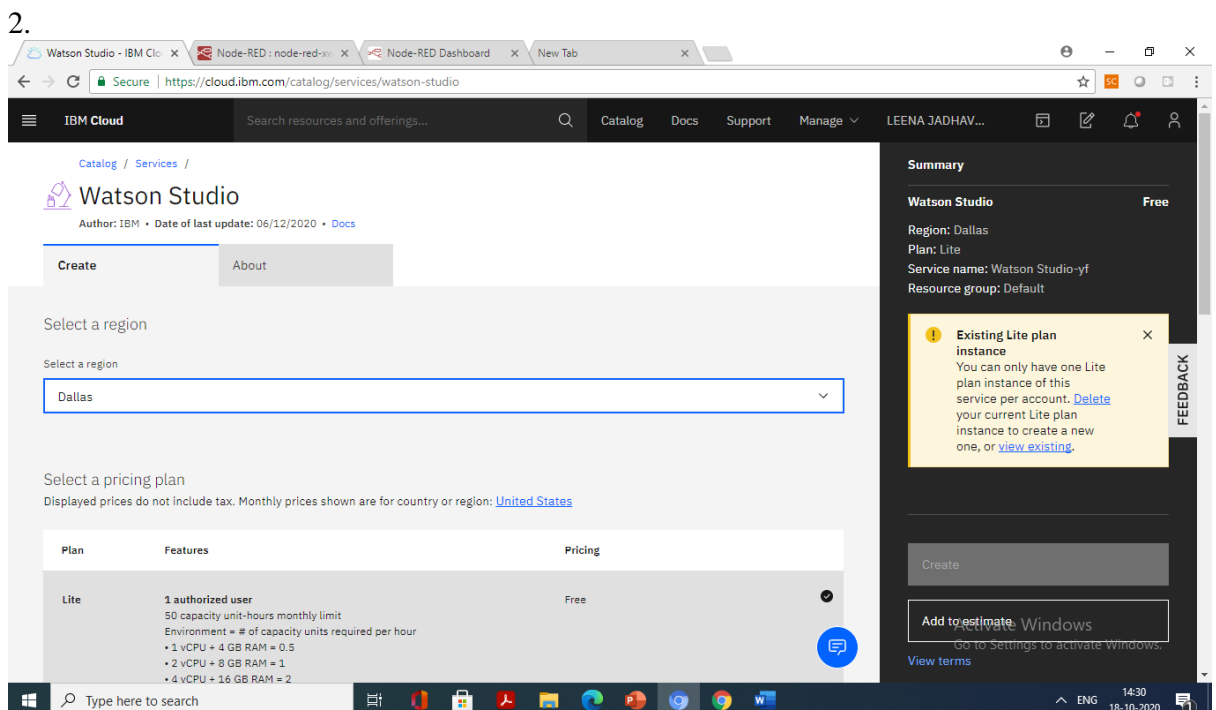 2.
Watson Studio - IBM Clo
Node-RED : node-red-x
Node-RED Dashboard
New Tab
Secure | https://cloud.ibm.com/catalog/services/watson-studio
SC
IBM Cloud
Search resources and offerings...
Catalog
Docs
Support
Manage
LEENA JADHAV...
Catalog / Services /
Watson Studio
Author: IBM • Date of last update: 06/12/2020 • Docs
Create
About
Select a region
Select a region
Dallas
Select a pricing plan
Displayed prices do not include tax. Monthly prices shown are for country or region: United States
Plan Features Pricing
Lite 1 authorized user Free
50 capacity unit-hours monthly limit
Environment = # of capacity units required per hour
• 1 vCPU + 4 GB RAM = 0.5
• 2 vCPU + 8 GB RAM = 1
• 4 vCPU + 16 GB RAM = 2
Summary
Watson Studio Free
Region: Dallas
Plan: Lite
Service name: Watson Studio-yf
Resource group: Default
Existing Lite plan
instance
You can only have one Lite
plan instance of this
service per account. Delete
your current Lite plan
instance to create a new
one, or view existing.
FEEDBACK
Create
Add to estimate
Activate Windows
Go to Settings to activate Windows.
View terms
Type here to search
ENG
14:30
18-10-2020
1